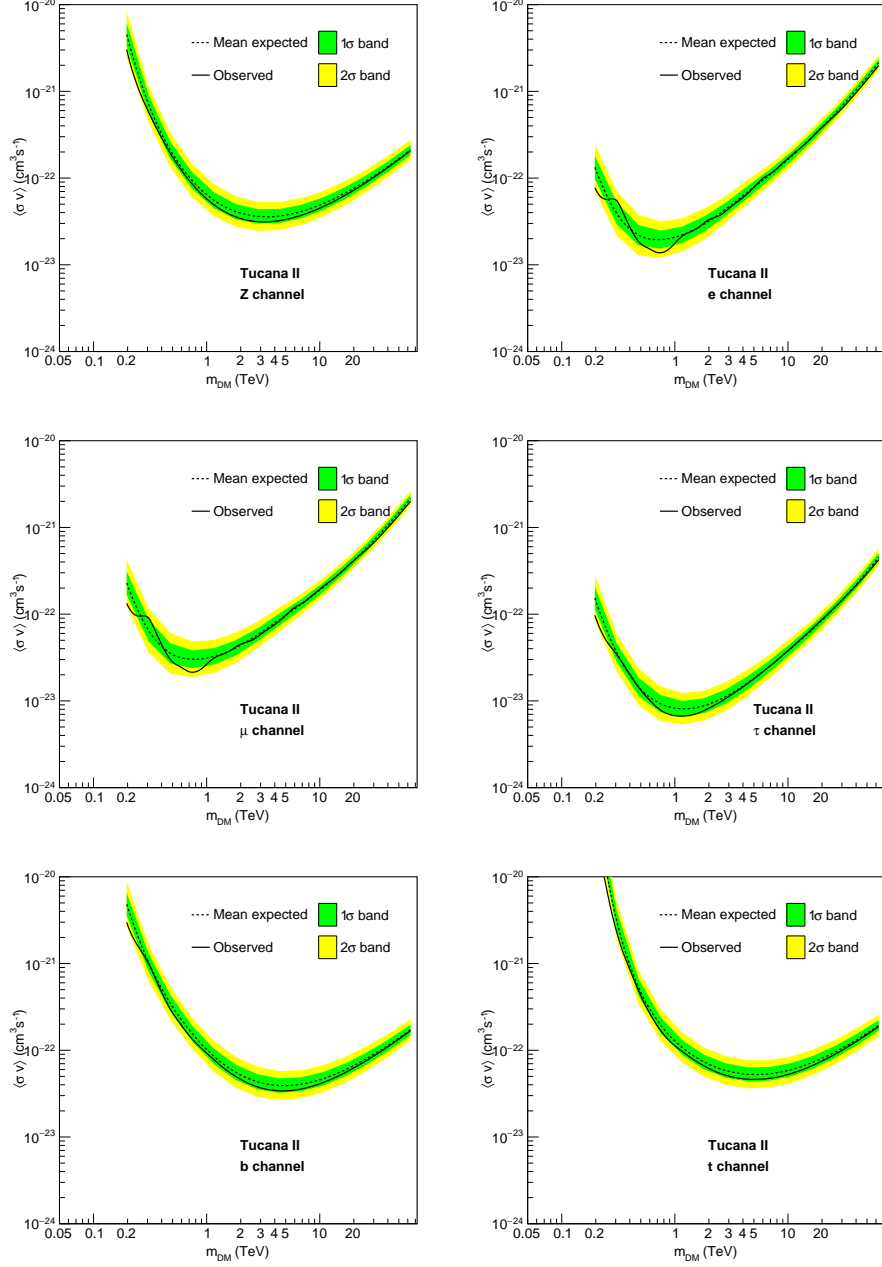 10⁻²⁰
10⁻²¹
10⁻²²
10⁻²³
10⁻²⁴
⟨σ v⟩ (cm³s⁻¹)
Mean expected
1σ band
Observed
2σ band
Tucana II
Z channel
0.05 0.1 0.2 1 2 3 4 5 10 20
m_DM (TeV)
10⁻²⁰
10⁻²¹
10⁻²²
10⁻²³
10⁻²⁴
⟨σ v⟩ (cm³s⁻¹)
Mean expected
1σ band
Observed
2σ band
Tucana II
e channel
0.05 0.1 0.2 1 2 3 4 5 10 20
m_DM (TeV)
10⁻²⁰
10⁻²¹
10⁻²²
10⁻²³
10⁻²⁴
⟨σ v⟩ (cm³s⁻¹)
Mean expected
1σ band
Observed
2σ band
Tucana II
μ channel
0.05 0.1 0.2 1 2 3 4 5 10 20
m_DM (TeV)
10⁻²⁰
10⁻²¹
10⁻²²
10⁻²³
10⁻²⁴
⟨σ v⟩ (cm³s⁻¹)
Mean expected
1σ band
Observed
2σ band
Tucana II
τ channel
0.05 0.1 0.2 1 2 3 4 5 10 20
m_DM (TeV)
10⁻²⁰
10⁻²¹
10⁻²²
10⁻²³
10⁻²⁴
⟨σ v⟩ (cm³s⁻¹)
Mean expected
1σ band
Observed
2σ band
Tucana II
b channel
0.05 0.1 0.2 1 2 3 4 5 10 20
m_DM (TeV)
10⁻²⁰
10⁻²¹
10⁻²²
10⁻²³
10⁻²⁴
⟨σ v⟩ (cm³s⁻¹)
Mean expected
1σ band
Observed
2σ band
Tucana II
t channel
0.05 0.1 0.2 1 2 3 4 5 10 20
m_DM (TeV)